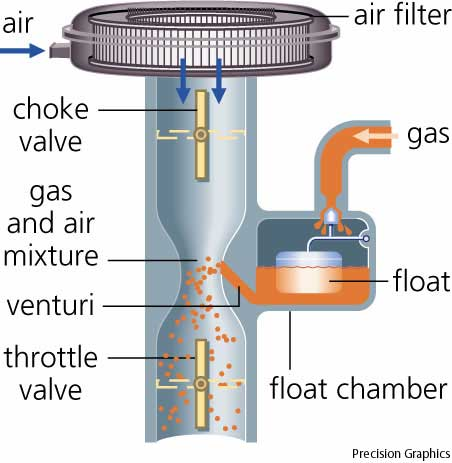 air
air filter
choke
valve
gas
gas
and air
mixture
float
venturi
throttle
valve
float chamber
Precision Graphics